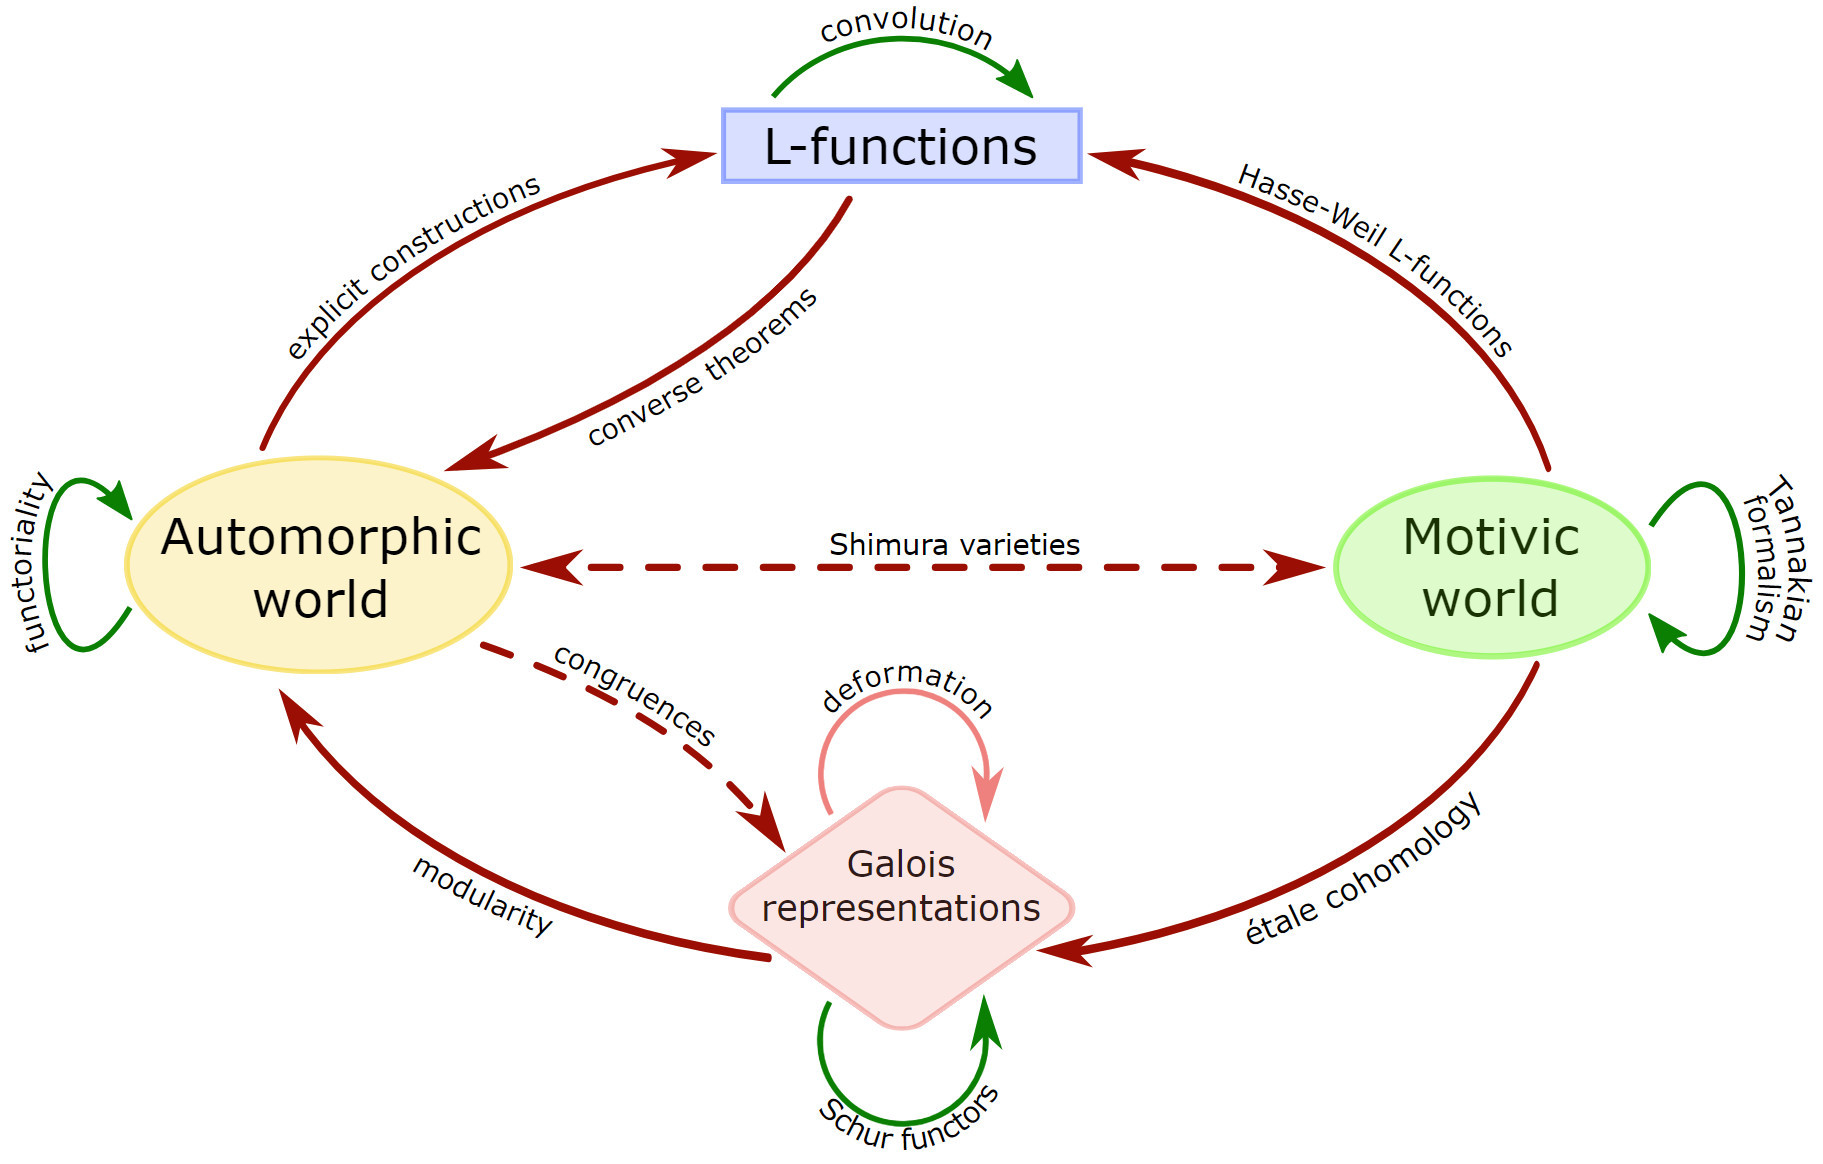 convolution
L-functions
explicit constructions
Hasse-Weil L-functions
converse theorems
functoriality
Automorphic
world
Shimura varieties
Motivic
world
Tannakian
formalism
congruences
deformation
Galois
representations
modularity
étale cohomology
Schur functors